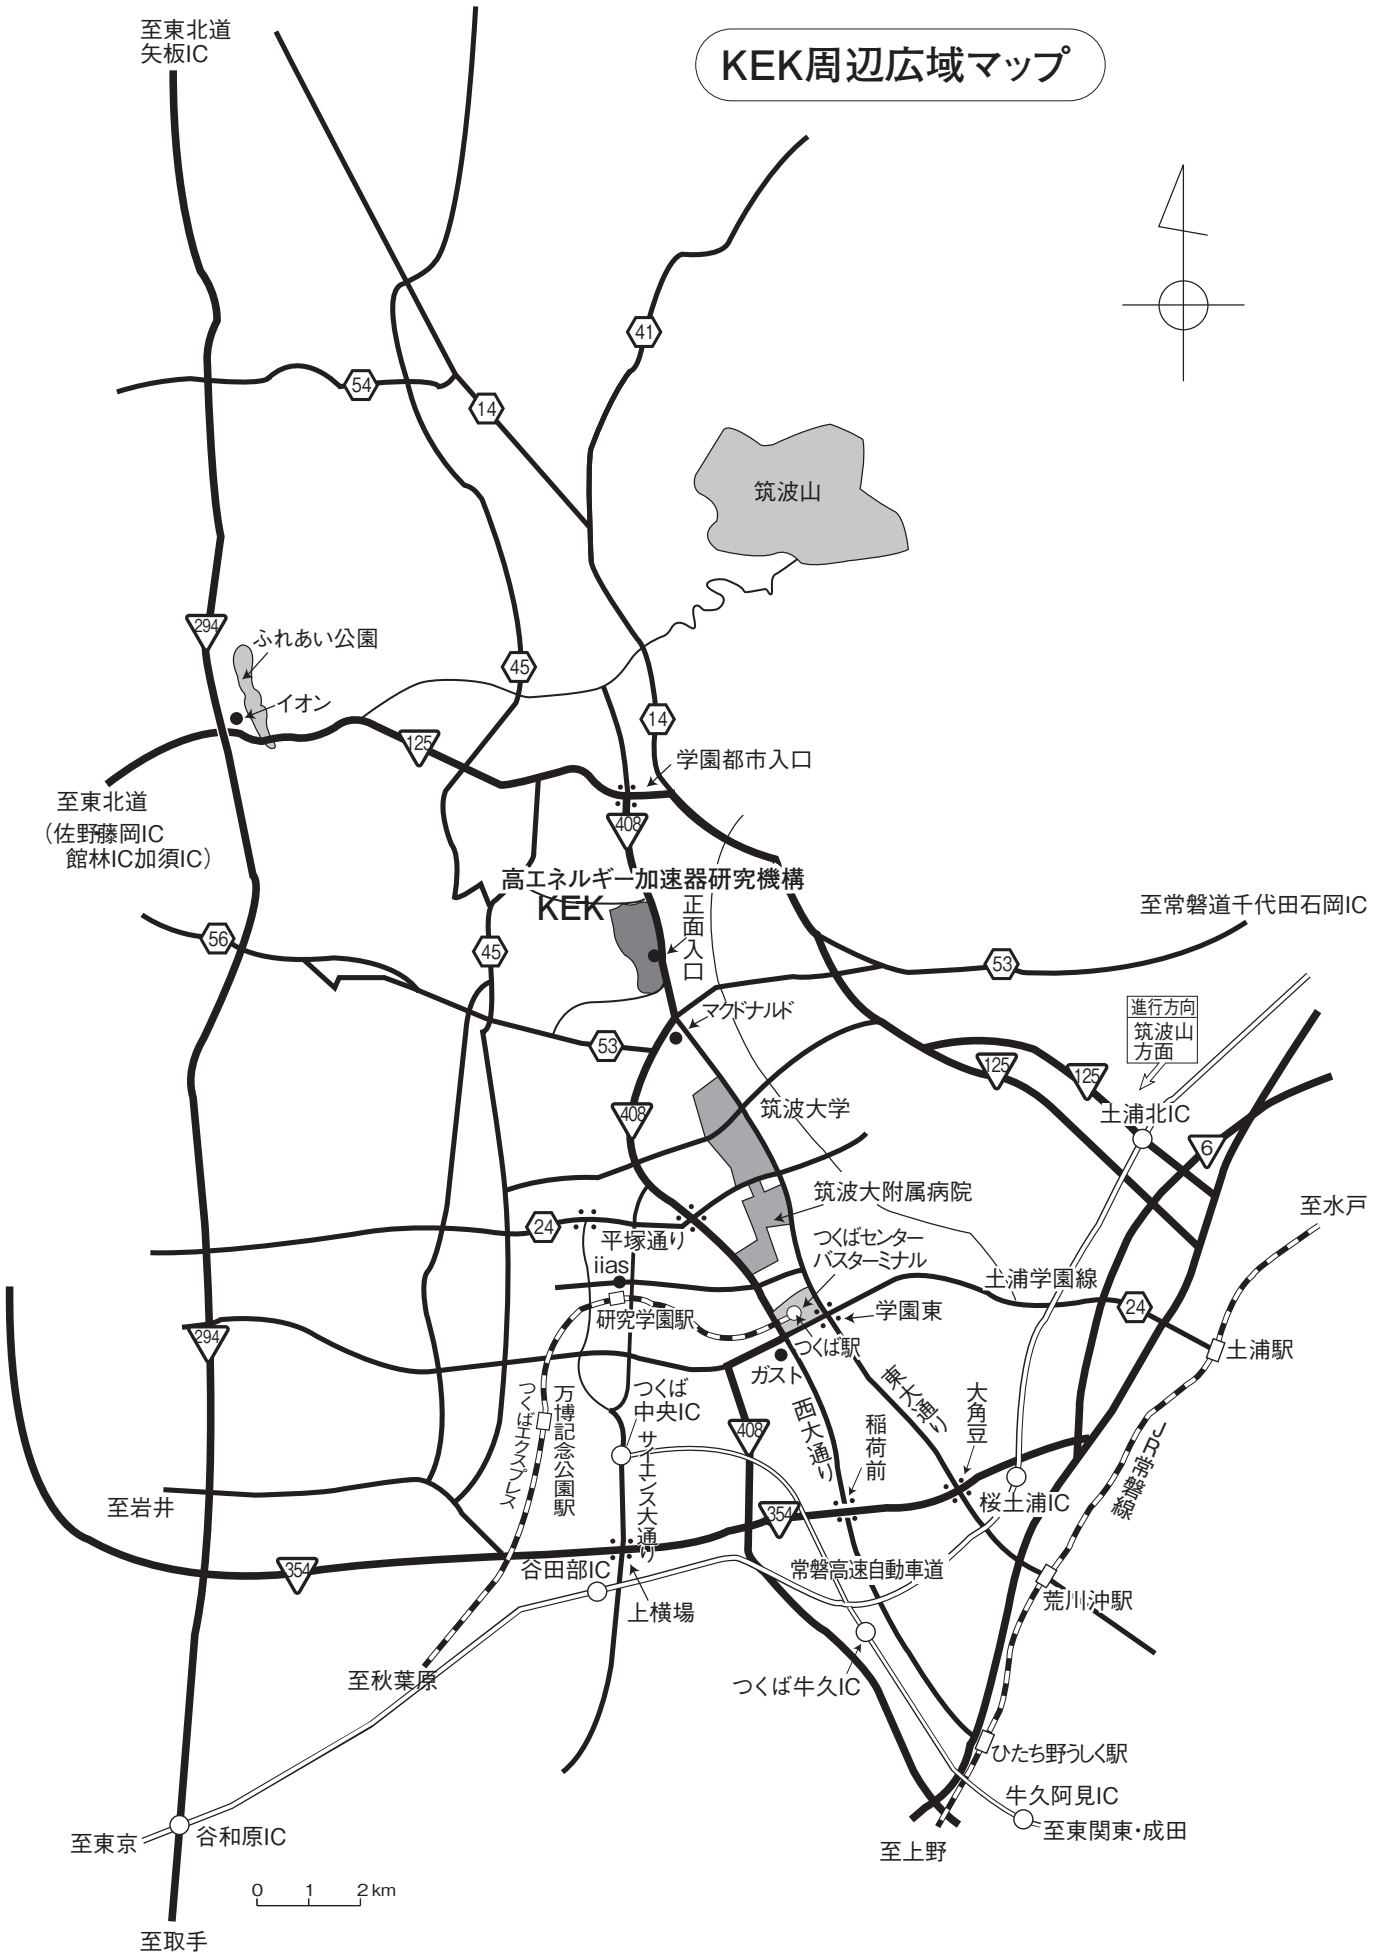 至東北道
矢板IC
KEK周辺広域マップ
41
54
14
筑波山
294
ふれあい公園
45
イオン
14
125
学園都市入口
至東北道
(佐野藤岡IC
館林IC加須IC)
408
高エネルギー加速器研究機構
KEK
正面入口
至常磐道千代田石岡IC
56
45
53
進行方向
筑波山
方面
マクドナルド
53
125
125
408
筑波大学
土浦北IC
6
筑波大附属病院
至水戸
24
平塚通り
つくばセンター
バスターミナル
iias
土浦学園線
研究学園駅
学園東
24
294
つくば駅
土浦駅
ガスト
つくばエクスプレス
万博記念公園駅
つくば
中央IC
サイエンス大通り
408
西大通り
東大通り
稲荷前
大角豆
JR常磐線
至岩井
桜土浦IC
354
354
谷田部IC
常磐高速自動車道
荒川沖駅
上横場
至秋葉原
つくば牛久IC
ひたち野うしく駅
牛久阿見IC
至東京
谷和原IC
至東関東・成田
至上野
0 1 2 km
至取手